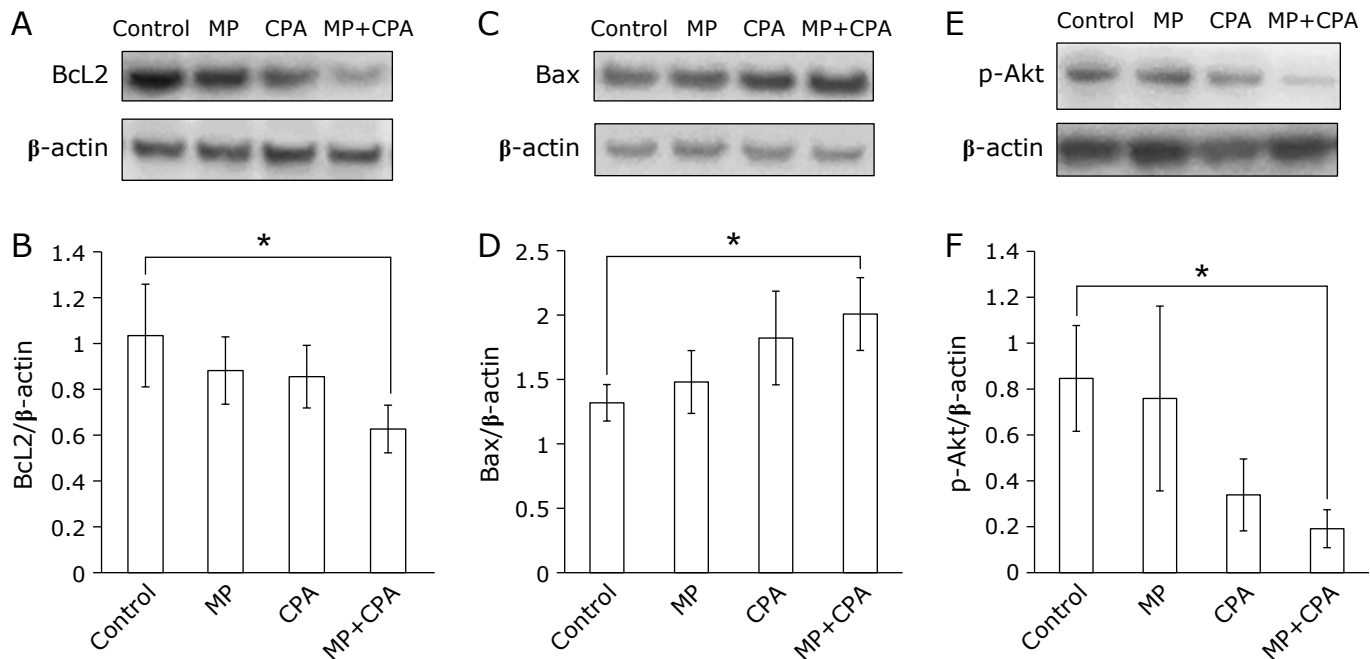 A
Control MP CPA MP+CPA
BcL2
β-actin
B
*
BcL2/β-actin
1.4
1.2
1
0.8
0.6
0.4
0.2
0
Control
MP
CPA
MP+CPA
C
Control MP CPA MP+CPA
Bax
β-actin
D
*
Bax/β-actin
2.5
2
1.5
1
1.5
0
Control
MP
CPA
MP+CPA
E
Control MP CPA MP+CPA
p-Akt
β-actin
F
*
p-Akt/β-actin
1.4
1.2
1
0.8
0.6
0.4
0.2
0
Control
MP
CPA
MP+CPA